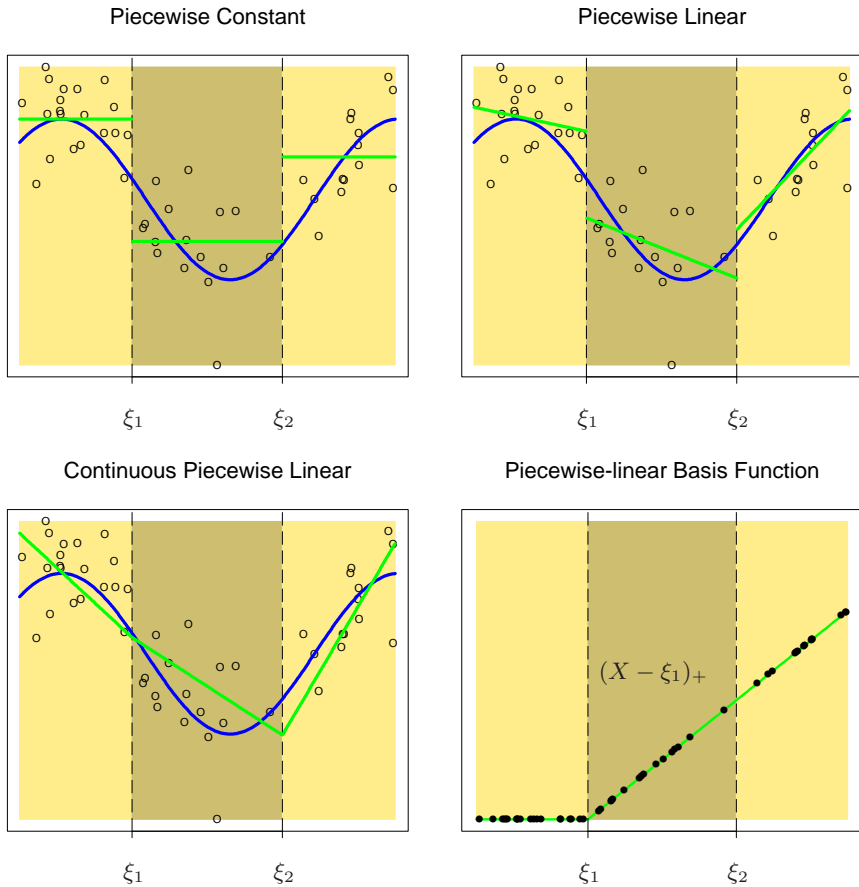 Piecewise Constant
Piecewise Linear
ξ₁ ξ₂
ξ₁ ξ₂
Continuous Piecewise Linear
Piecewise-linear Basis Function
(X − ξ₁)₊
ξ₁ ξ₂
ξ₁ ξ₂